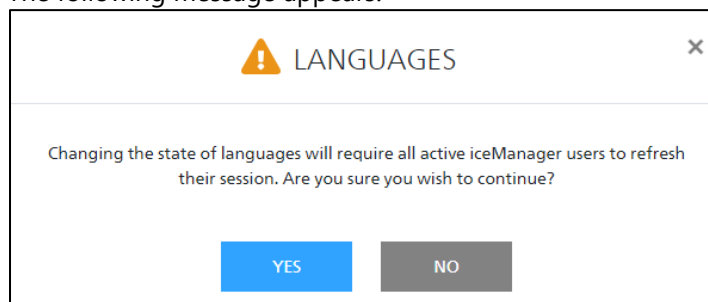 The following message appears:
LANGUAGES
Changing the state of languages will require all active iceManager users to refresh
their session. Are you sure you wish to continue?
YES
NO